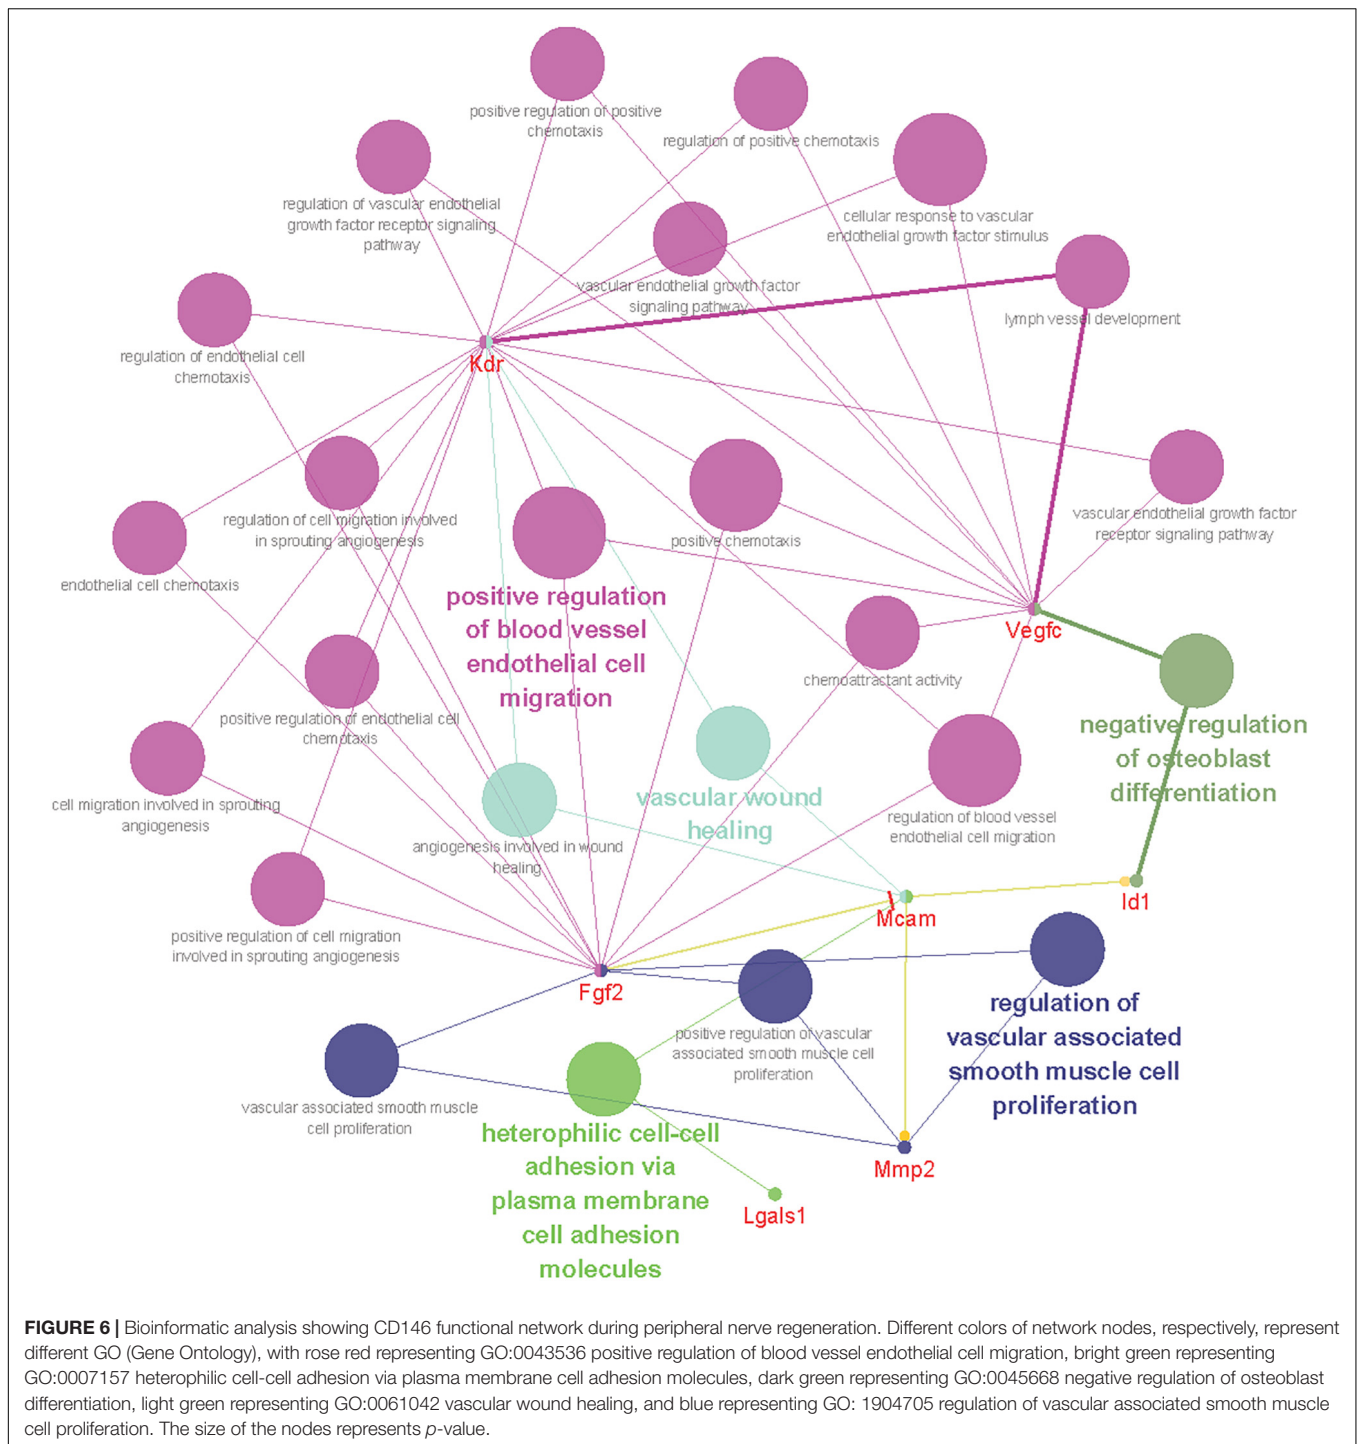 positive regulation of positive
chemotaxis
regulation of positive chemotaxis
regulation of vascular endothelial
growth factor receptor signaling
pathway
cellular response to vascular
endothelial growth factor stimulus
vascular endothelial growth factor
signaling pathway
lymph vessel development
regulation of endothelial cell
chemotaxis
Kdr
regulation of cell migration involved
in sprouting angiogenesis
positive chemotaxis
vascular endothelial growth factor
receptor signaling pathway
endothelial cell chemotaxis
positive regulation
of blood vessel
endothelial cell
migration
Vegfc
chemoattractant activity
positive regulation of endothelial cell
chemotaxis
negative regulation
of osteoblast
differentiation
cell migration involved in sprouting
angiogenesis
vascular wound
healing
regulation of blood vessel
endothelial cell migration
angiogenesis involved in wound
healing
Id1
Mcam
positive regulation of cell migration
involved in sprouting angiogenesis
Fgf2
regulation of
vascular associated
smooth muscle cell
proliferation
positive regulation of vascular
associated smooth muscle cell
proliferation
vascular associated smooth muscle
cell proliferation
heterophilic cell-cell
adhesion via
plasma membrane
cell adhesion
molecules
Mmp2
Lgals1
FIGURE 6 | Bioinformatic analysis showing CD146 functional network during peripheral nerve regeneration. Different colors of network nodes, respectively, represent
different GO (Gene Ontology), with rose red representing GO:0043536 positive regulation of blood vessel endothelial cell migration, bright green representing
GO:0007157 heterophilic cell-cell adhesion via plasma membrane cell adhesion molecules, dark green representing GO:0045668 negative regulation of osteoblast
differentiation, light green representing GO:0061042 vascular wound healing, and blue representing GO: 1904705 regulation of vascular associated smooth muscle
cell proliferation. The size of the nodes represents p-value.